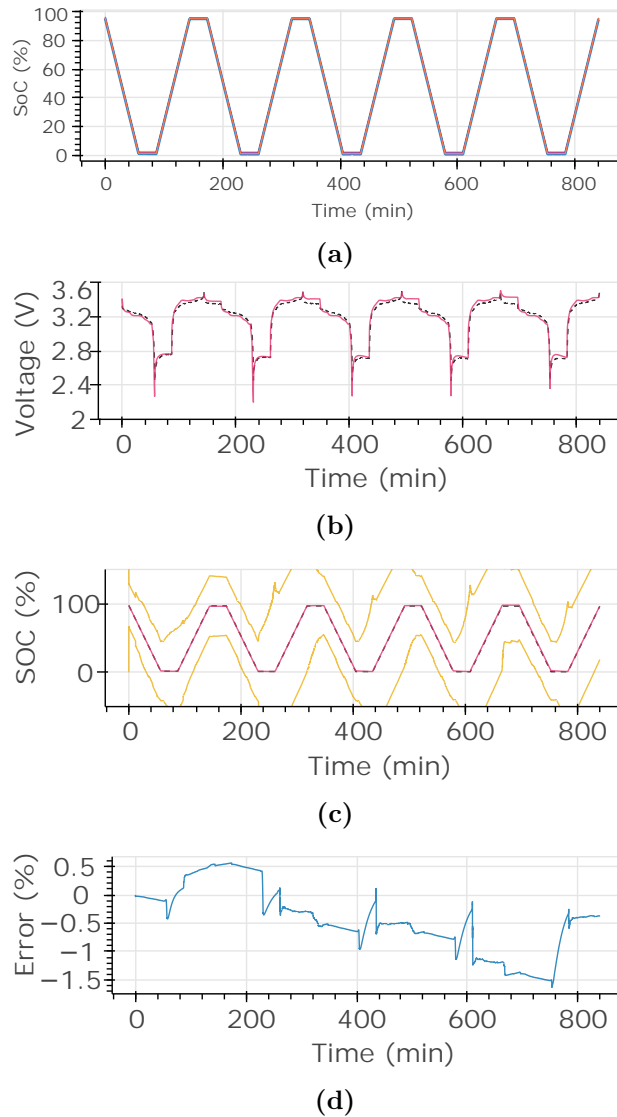 100
80
60
40
20
0
SoC (%)
0 200 400 600 800
Time (min)
(a)
3.6
3.2
2.8
2.4
2
Voltage (V)
0 200 400 600 800
Time (min)
(b)
100
0
SOC (%)
0 200 400 600 800
Time (min)
(c)
0.5
0
−0.5
−1
−1.5
Error (%)
0 200 400 600 800
Time (min)
(d)